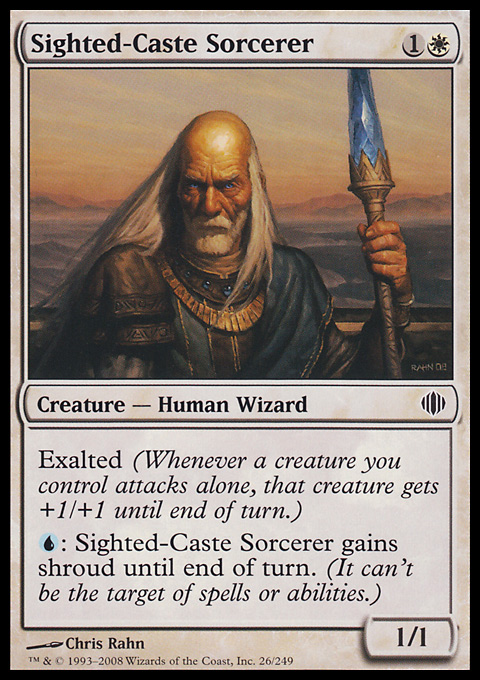 Sighted-Caste Sorcerer 1
RAHN 08
Creature — Human Wizard
Exalted (Whenever a creature you
control attacks alone, that creature gets
+1/+1 until end of turn.)
: Sighted-Caste Sorcerer gains
shroud until end of turn. (It can't
be the target of spells or abilities.)
1/1
Chris Rahn
™ & © 1993–2008 Wizards of the Coast, Inc. 26/249